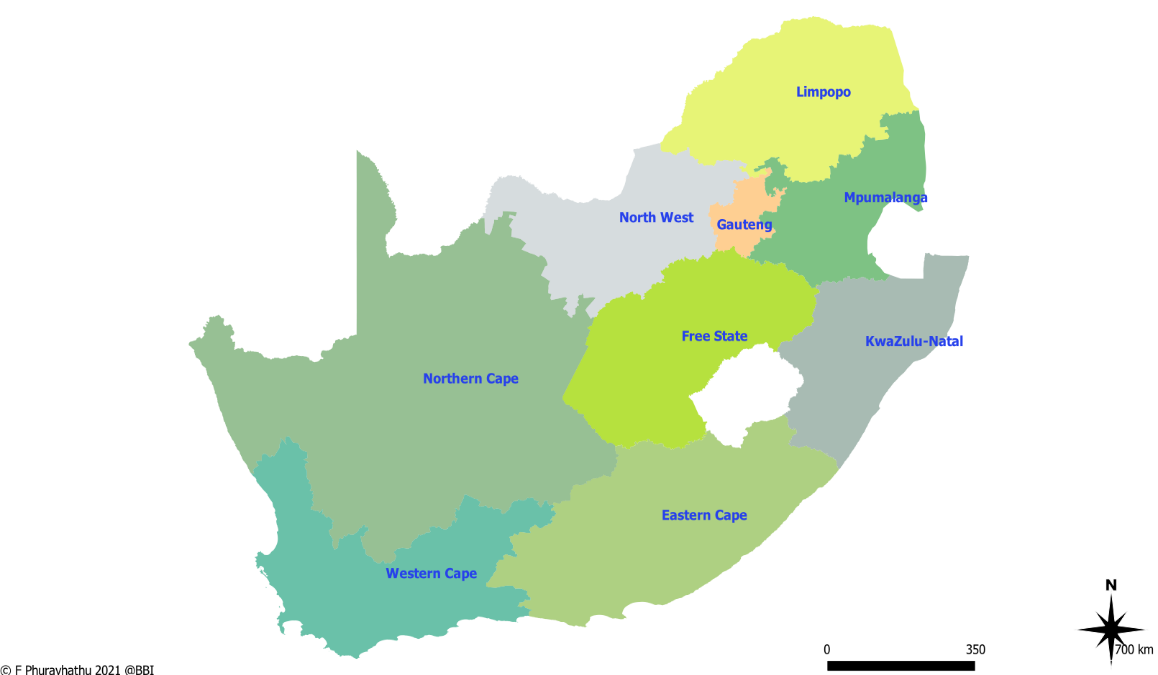 Limpopo
Mpumalanga
North West
Gauteng
Free State
KwaZulu-Natal
Northern Cape
Eastern Cape
Western Cape
N
0 350 700 km
© F Phuravhathu 2021 @BBI